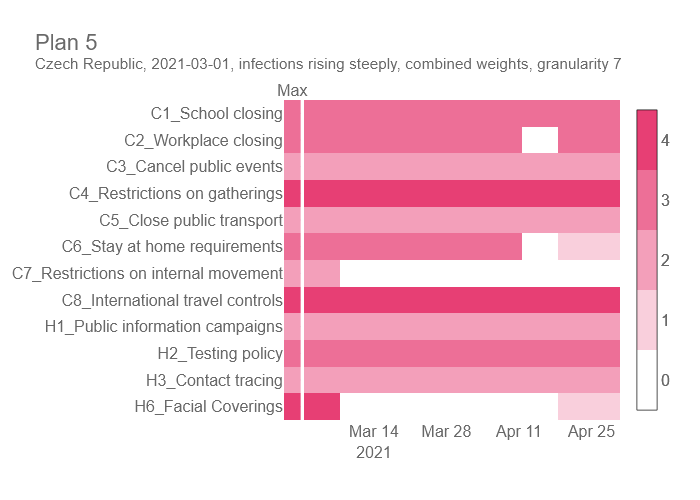 Plan 5
Czech Republic, 2021-03-01, infections rising steeply, combined weights, granularity 7
Max
C1_School closing
C2_Workplace closing
C3_Cancel public events
C4_Restrictions on gatherings
C5_Close public transport
C6_Stay at home requirements
C7_Restrictions on internal movement
C8_International travel controls
H1_Public information campaigns
H2_Testing policy
H3_Contact tracing
H6_Facial Coverings
4
3
2
1
0
Mar 14 Mar 28 Apr 11 Apr 25
2021